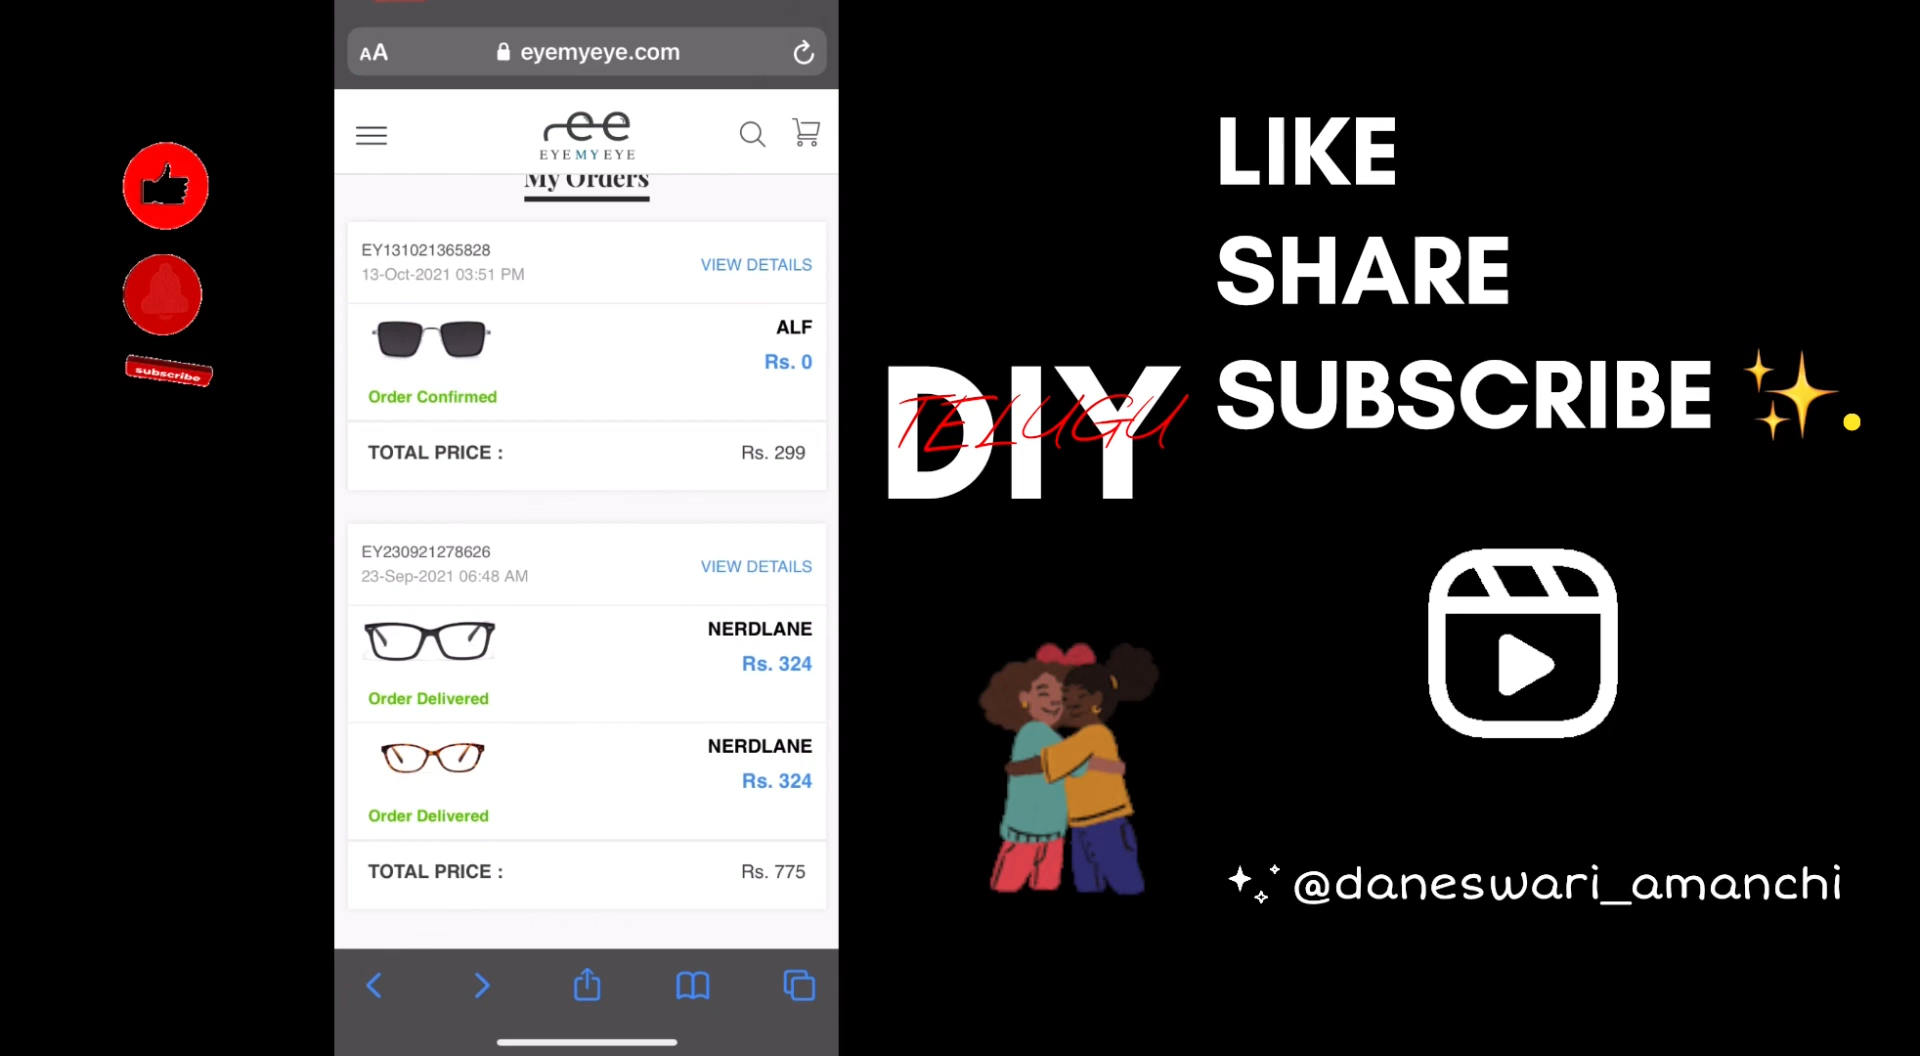 AA
eyemyeye.com
EYEMYEYE
My Orders
EY131021365828
13-Oct-2021 03:51 PM
VIEW DETAILS
ALF
Rs. 0
Order Confirmed
TOTAL PRICE :
Rs. 299
EY230921278626
23-Sep-2021 06:48 AM
VIEW DETAILS
NERDLANE
Rs. 324
Order Delivered
NERDLANE
Rs. 324
Order Delivered
TOTAL PRICE :
Rs. 775
subscribe
DIY
TELUGU
LIKE
SHARE
SUBSCRIBE ✨.
@daneswari_amanchi